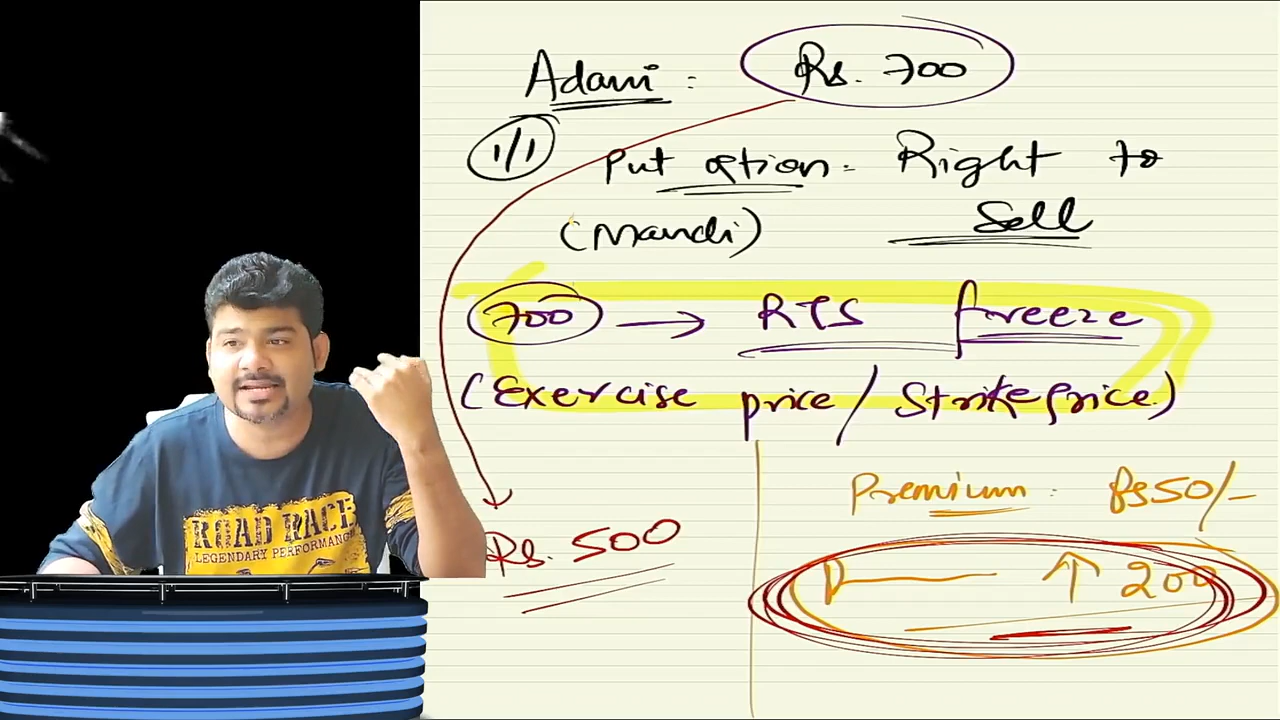 Adani : Rs. 700
1/1 Put option = Right to
(Mandi) Sell
700 → RTS freeze
(Exercise price / Strike price)
Premium : Rs 50/-
Rs. 500
P ↑ 200
ROAD RACE
LEGENDARY PERFORMANCE